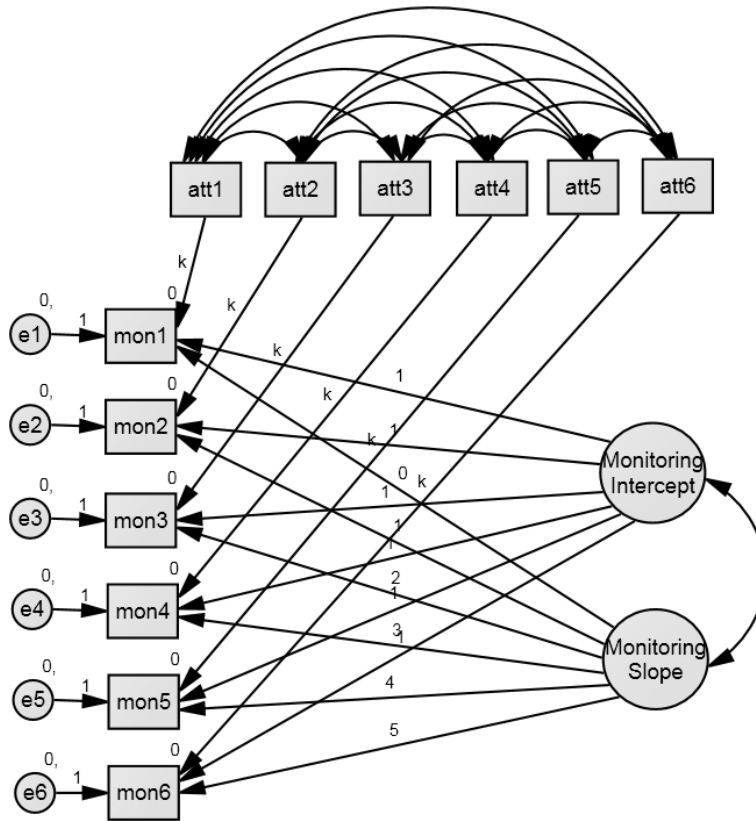 att1 att2 att3 att4 att5 att6
k
0, 0
e1 1 mon1
k
0, 0
e2 1 mon2
k
1
0, 0
e3 1 mon3
k
1
k
0
k
1
1
1
Monitoring
Intercept
0, 0
e4 1 mon4
2
1
3
1
Monitoring
Slope
0, 0
e5 1 mon5
4
0, 0
e6 1 mon6
5